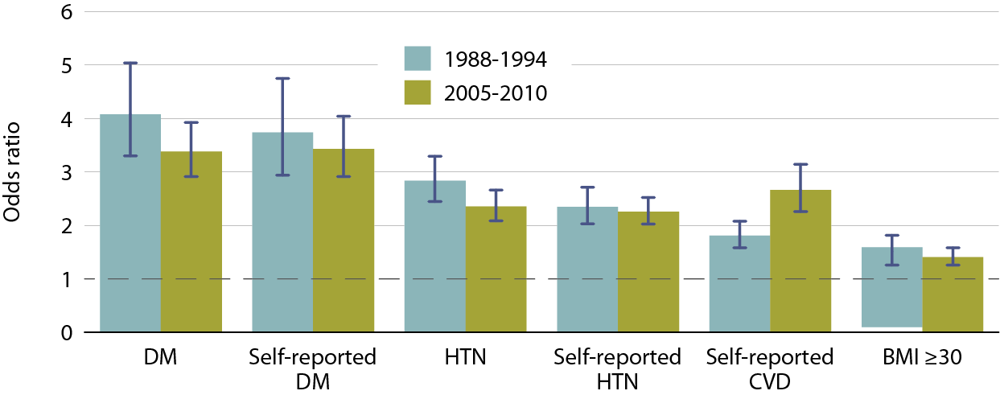 6
5
4
3
2
1
0
Odds ratio
1988-1994
2005-2010
DM
Self-reported
DM
HTN
Self-reported
HTN
Self-reported
CVD
BMI ≥30